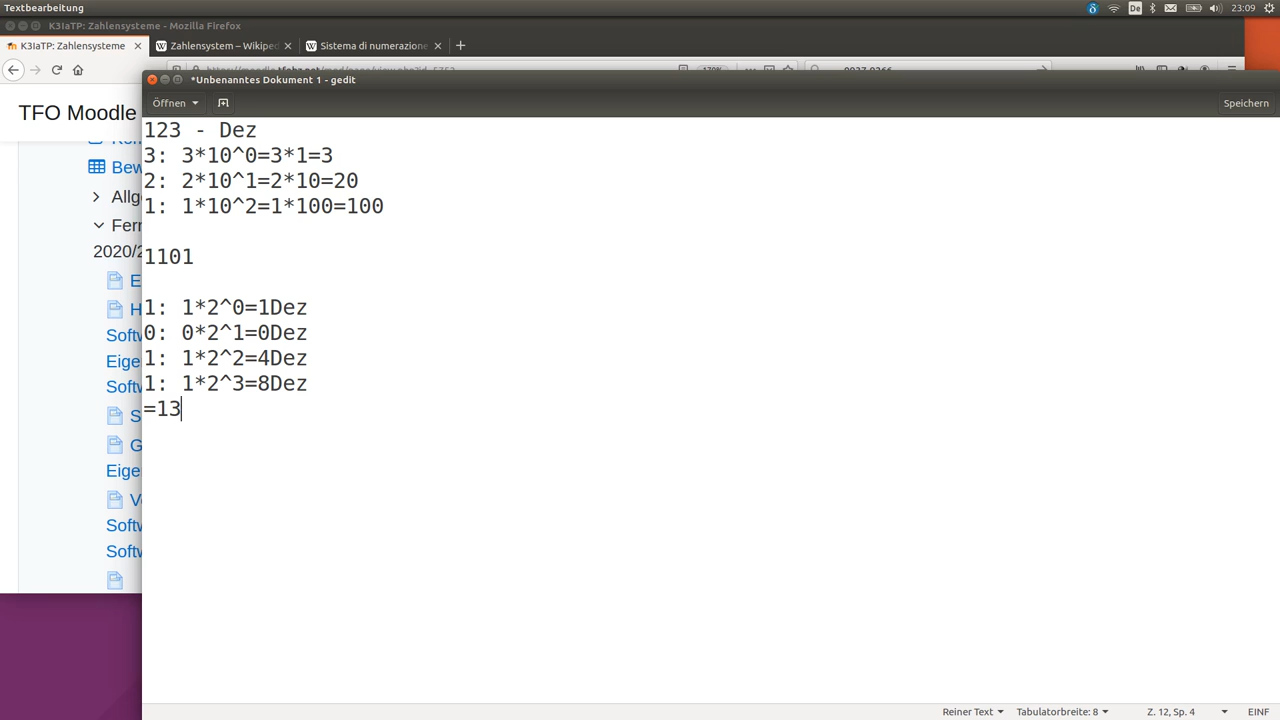 Textbearbeitung
De
23:09
K3IaTP: Zahlensysteme - Mozilla Firefox
K3IaTP: Zahlensysteme
Zahlensystem – Wikiped
Sistema di numerazione
*Unbenanntes Dokument 1 - gedit
Öffnen
Speichern
TFO Moodle
Bew
Allg
Fern
2020/2
E
H
Softw
Eige
Softw
S
G
Eige
Softw
Softw
123 - Dez
3: 3*10^0=3*1=3
2: 2*10^1=2*10=20
1: 1*10^2=1*100=100
1101
1: 1*2^0=1Dez
0: 0*2^1=0Dez
1: 1*2^2=4Dez
1: 1*2^3=8Dez
=13
Reiner Text
Tabulatorbreite: 8
Z. 12, Sp. 4
EINF